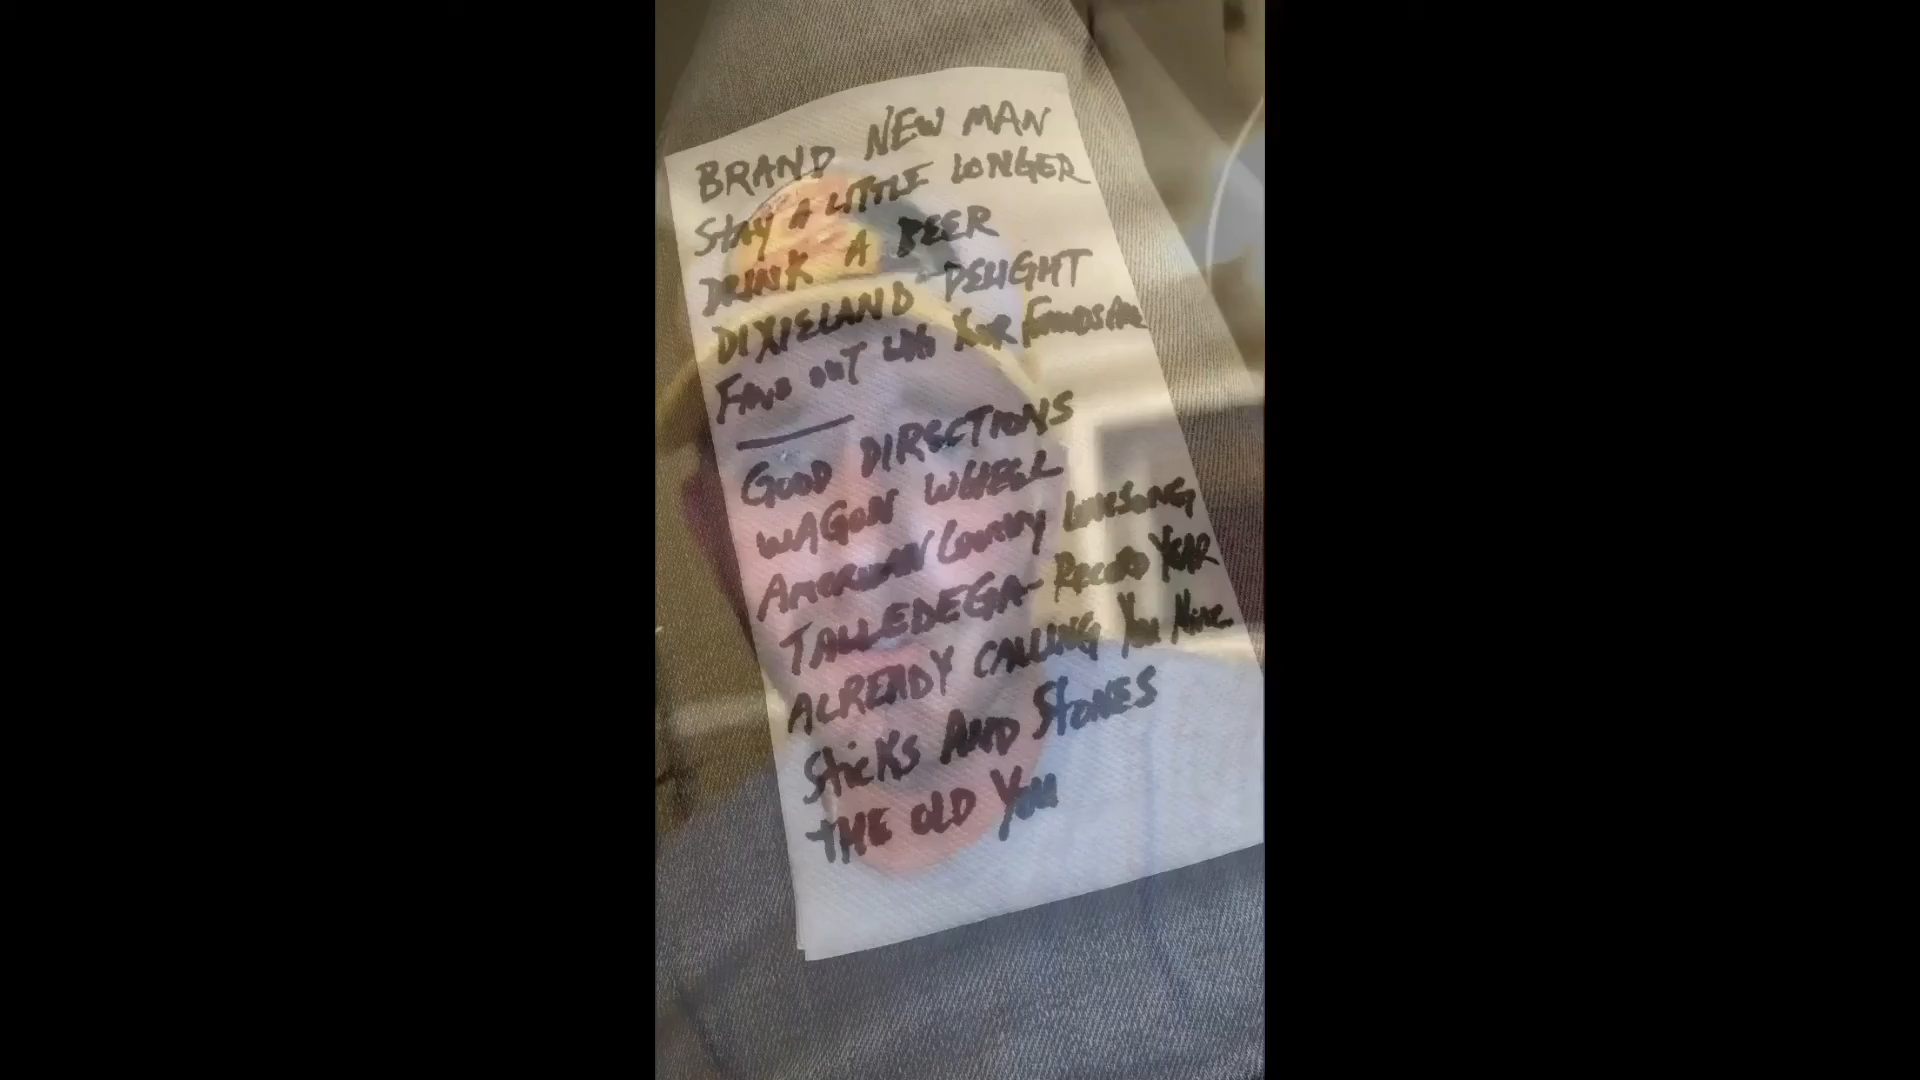 BRAND NEW MAN
STAY A LITTLE LONGER
DRINK A BEER
DIXIELAND DELIGHT
FIND OUT WHO YOUR FRIENDS ARE
GOOD DIRECTIONS
WAGON WHEEL
AMERICAN COUNTRY LOVESONG
TALLEDEGA - RECORD YEAR
ALREADY CALLING YOU MINE
STICKS AND STONES
THE OLD YOU